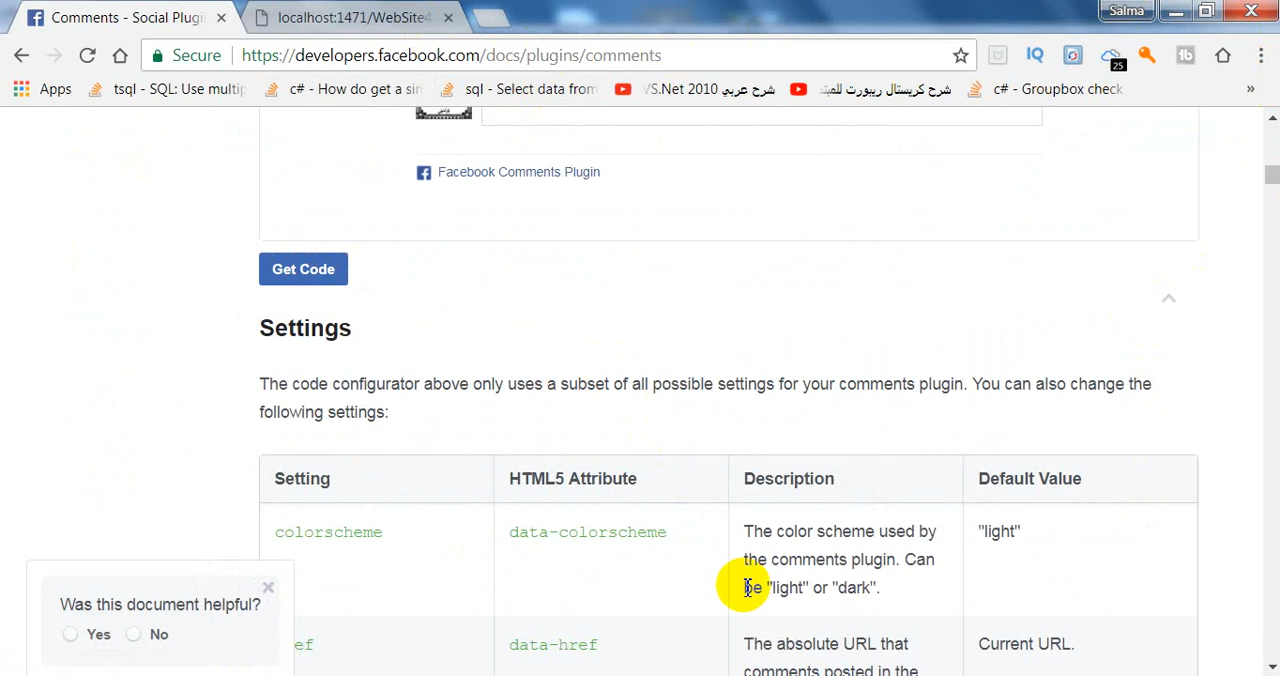 Comments - Social Plugi
localhost:1471/WebSite4
Salma
Secure
https://developers.facebook.com/docs/plugins/comments
IQ
25
Apps
tsql - SQL: Use multip
c# - How do get a sin
sql - Select data from
VS.Net 2010 شرح عربي
شرح كريستال ريبورت للمبتد
c# - Groupbox check
»
Facebook Comments Plugin
Get Code
Settings
The code configurator above only uses a subset of all possible settings for your comments plugin. You can also change the
following settings:
Setting
HTML5 Attribute
Description
Default Value
colorscheme
data-colorscheme
The color scheme used by
the comments plugin. Can
be "light" or "dark".
"light"
ef
data-href
The absolute URL that
comments posted in the
Current URL.
Was this document helpful?
Yes
No